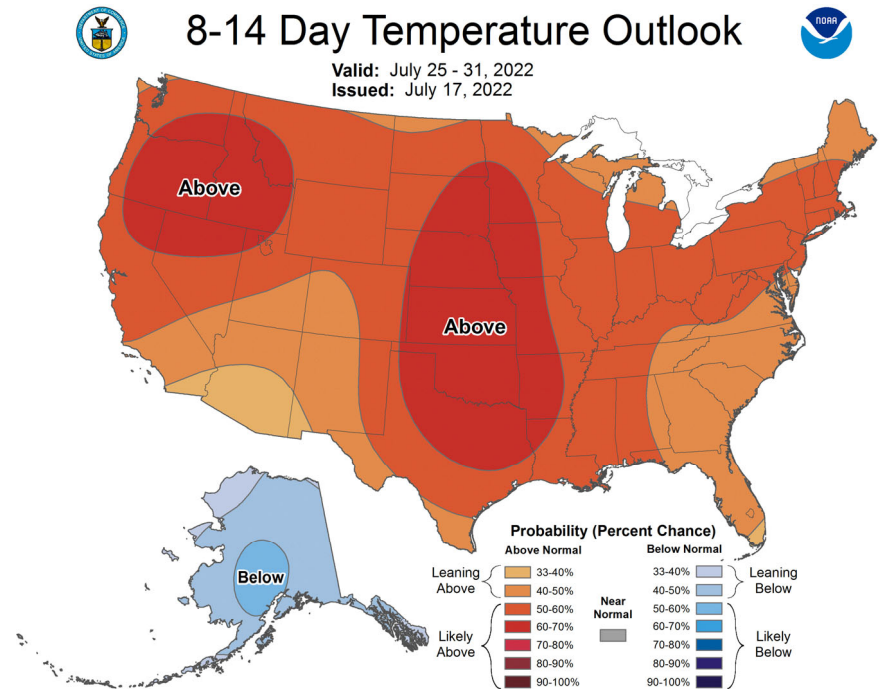 NOAA
8-14 Day Temperature Outlook
Valid: July 25 - 31, 2022
Issued: July 17, 2022
Above
Above
Below
Probability (Percent Chance)
Above Normal
Below Normal
Leaning
Above
33-40%
40-50%
Likely
Above
50-60%
60-70%
70-80%
80-90%
90-100%
Near
Normal
33-40%
40-50%
Leaning
Below
50-60%
60-70%
70-80%
80-90%
90-100%
Likely
Below